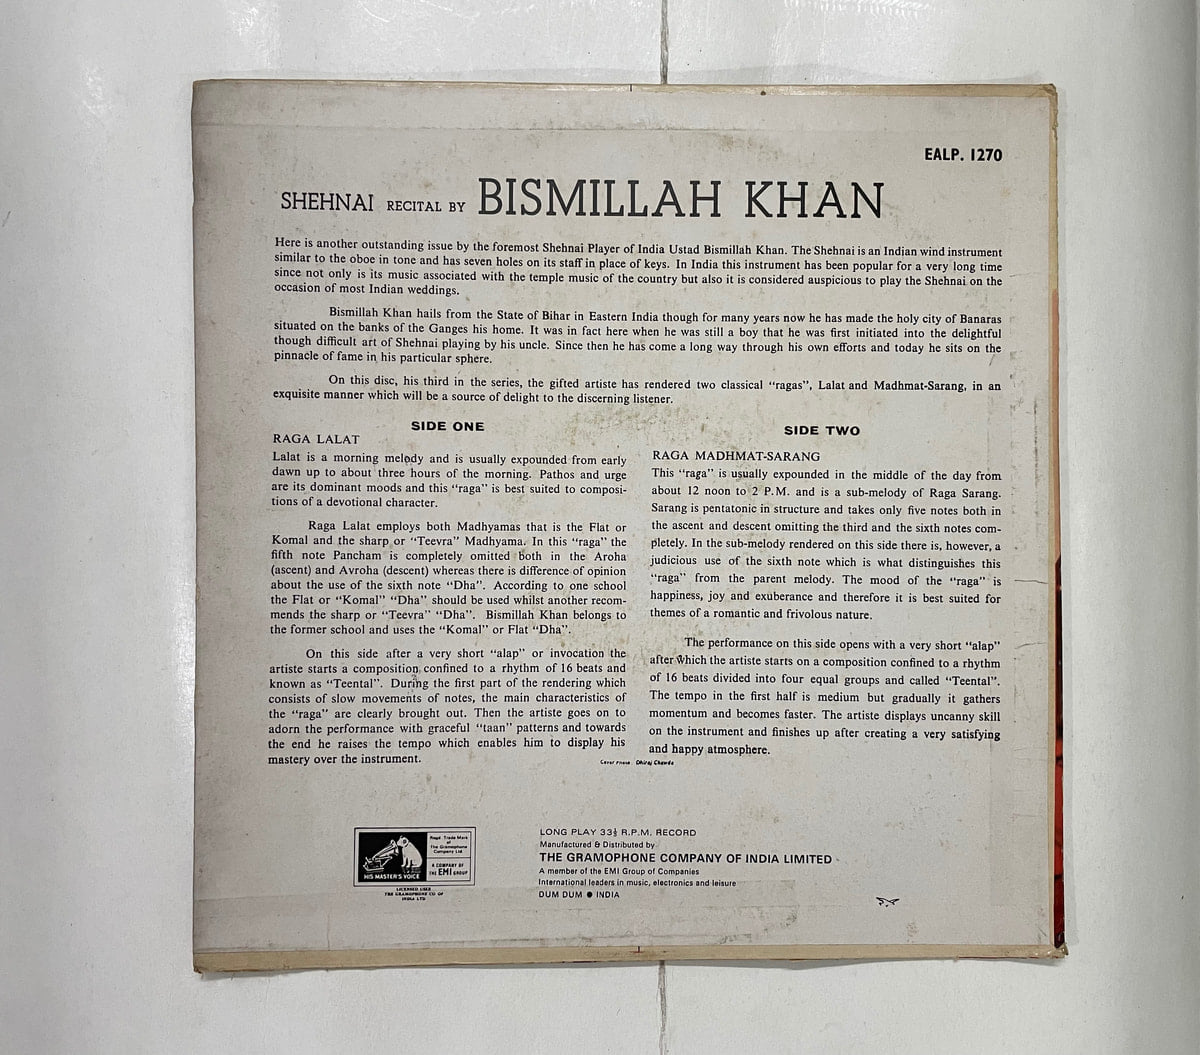 EALP. 1270
SHEHNAI RECITAL BY BISMILLAH KHAN
Here is another outstanding issue by the foremost Shehnai Player of India Ustad Bismillah Khan. The Shehnai is an Indian wind instrument
similar to the oboe in tone and has seven holes on its staff in place of keys. In India this instrument has been popular for a very long time
since not only is its music associated with the temple music of the country but also it is considered auspicious to play the Shehnai on the
occasion of most Indian weddings.
Bismillah Khan hails from the State of Bihar in Eastern India though for many years now he has made the holy city of Banaras
situated on the banks of the Ganges his home. It was in fact here when he was still a boy that he was first initiated into the delightful
though difficult art of Shehnai playing by his uncle. Since then he has come a long way through his own efforts and today he sits on the
pinnacle of fame in his particular sphere.
On this disc, his third in the series, the gifted artiste has rendered two classical “ragas”, Lalat and Madhmat-Sarang, in an
exquisite manner which will be a source of delight to the discerning listener.
SIDE ONE
RAGA LALAT
Lalat is a morning melody and is usually expounded from early
dawn up to about three hours of the morning. Pathos and urge
are its dominant moods and this “raga” is best suited to composi-
tions of a devotional character.
Raga Lalat employs both Madhyamas that is the Flat or
Komal and the sharp or “Teevra” Madhyama. In this “raga” the
fifth note Pancham is completely omitted both in the Aroha
(ascent) and Avroha (descent) whereas there is difference of opinion
about the use of the sixth note “Dha”. According to one school
the Flat or “Komal” “Dha” should be used whilst another recom-
mends the sharp or “Teevra” “Dha”. Bismillah Khan belongs to
the former school and uses the “Komal” or Flat “Dha”.
On this side after a very short “alap” or invocation the
artiste starts a composition confined to a rhythm of 16 beats and
known as “Teental”. During the first part of the rendering which
consists of slow movements of notes, the main characteristics of
the “raga” are clearly brought out. Then the artiste goes on to
adorn the performance with graceful “taan” patterns and towards
the end he raises the tempo which enables him to display his
mastery over the instrument.
SIDE TWO
RAGA MADHMAT-SARANG
This “raga” is usually expounded in the middle of the day from
about 12 noon to 2 P.M. and is a sub-melody of Raga Sarang.
Sarang is pentatonic in structure and takes only five notes both in
the ascent and descent omitting the third and the sixth notes com-
pletely. In the sub-melody rendered on this side there is, however, a
judicious use of the sixth note which is what distinguishes this
“raga” from the parent melody. The mood of the “raga” is
happiness, joy and exuberance and therefore it is best suited for
themes of a romantic and frivolous nature.
The performance on this side opens with a very short “alap”
after which the artiste starts on a composition confined to a rhythm
of 16 beats divided into four equal groups and called “Teental”.
The tempo in the first half is medium but gradually it gathers
momentum and becomes faster. The artiste displays uncanny skill
on the instrument and finishes up after creating a very satisfying
and happy atmosphere.
Cover Photo Dhiraj Chawda
HIS MASTER'S VOICE
Regd. Trade Mark
of
The Gramophone
Company Ltd
A COMPANY OF
THE EMI GROUP
LICENSED USER
THE GRAMOPHONE CO OF
INDIA LTD
LONG PLAY 33⅓ R.P.M. RECORD
Manufactured & Distributed by
THE GRAMOPHONE COMPANY OF INDIA LIMITED
A member of the EMI Group of Companies
International leaders in music, electronics and leisure
DUM DUM ● INDIA